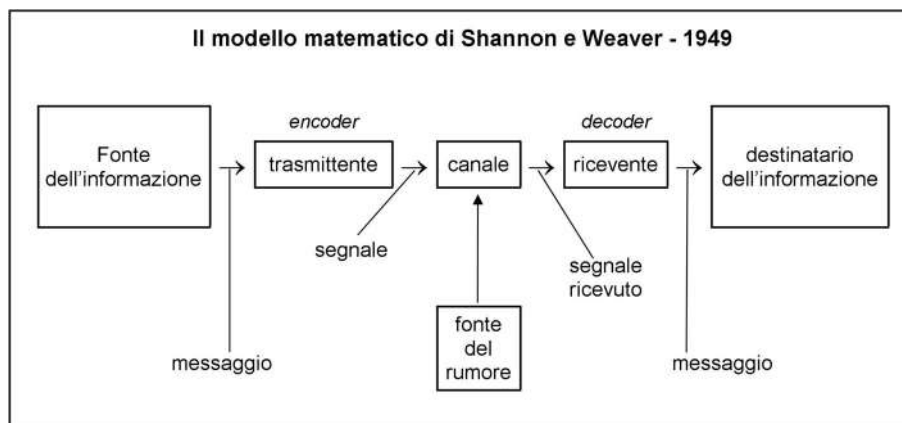 Il modello matematico di Shannon e Weaver - 1949
encoder
decoder
Fonte
dell'informazione
trasmittente
canale
ricevente
destinatario
dell'informazione
segnale
segnale
ricevuto
fonte
del
rumore
messaggio
messaggio